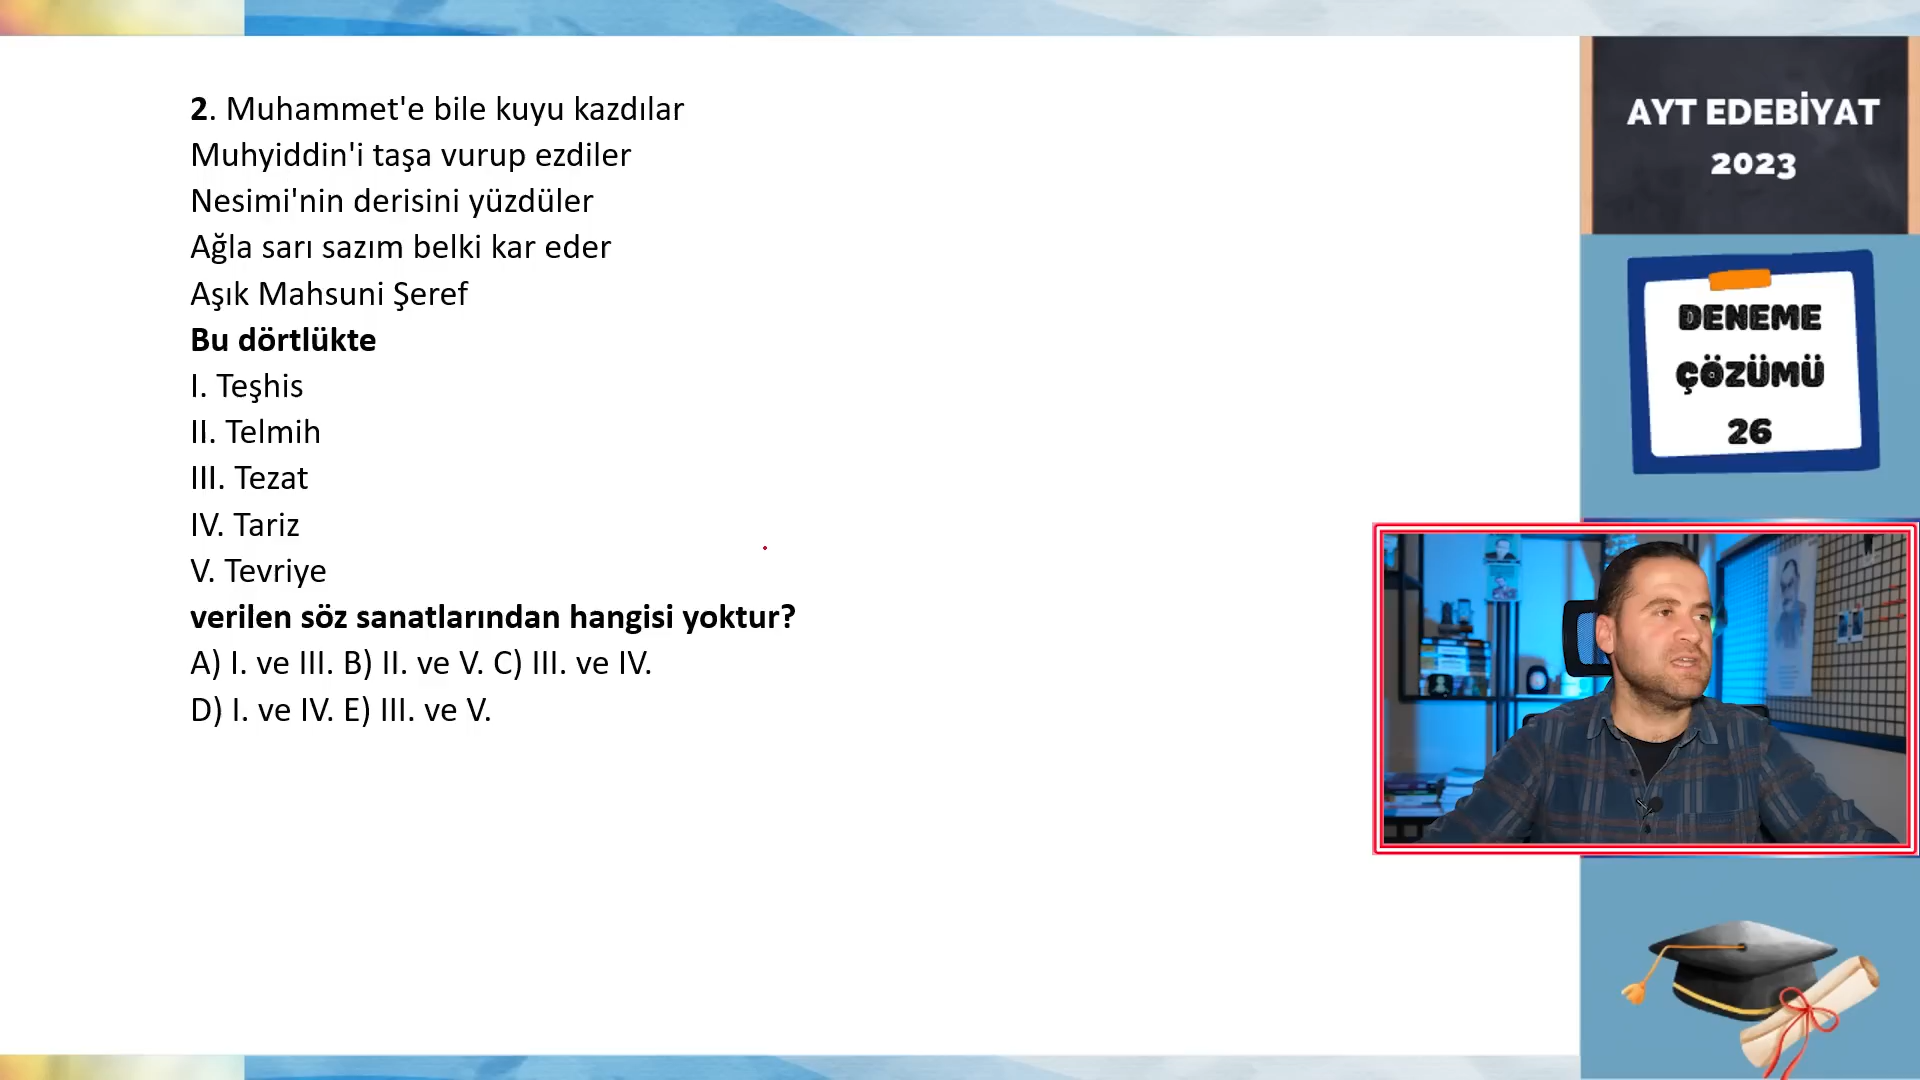 2. Muhammet'e bile kuyu kazdılar
Muhyiddin'i taşa vurup ezdiler
Nesimi'nin derisini yüzdüler
Ağla sarı sazım belki kar eder
Aşık Mahsuni Şeref
Bu dörtlükte
I. Teşhis
II. Telmih
III. Tezat
IV. Tariz
V. Tevriye
verilen söz sanatlarından hangisi yoktur?
A) I. ve III. B) II. ve V. C) III. ve IV.
D) I. ve IV. E) III. ve V.
AYT EDEBİYAT
2023
DENEME
ÇÖZÜMÜ
26